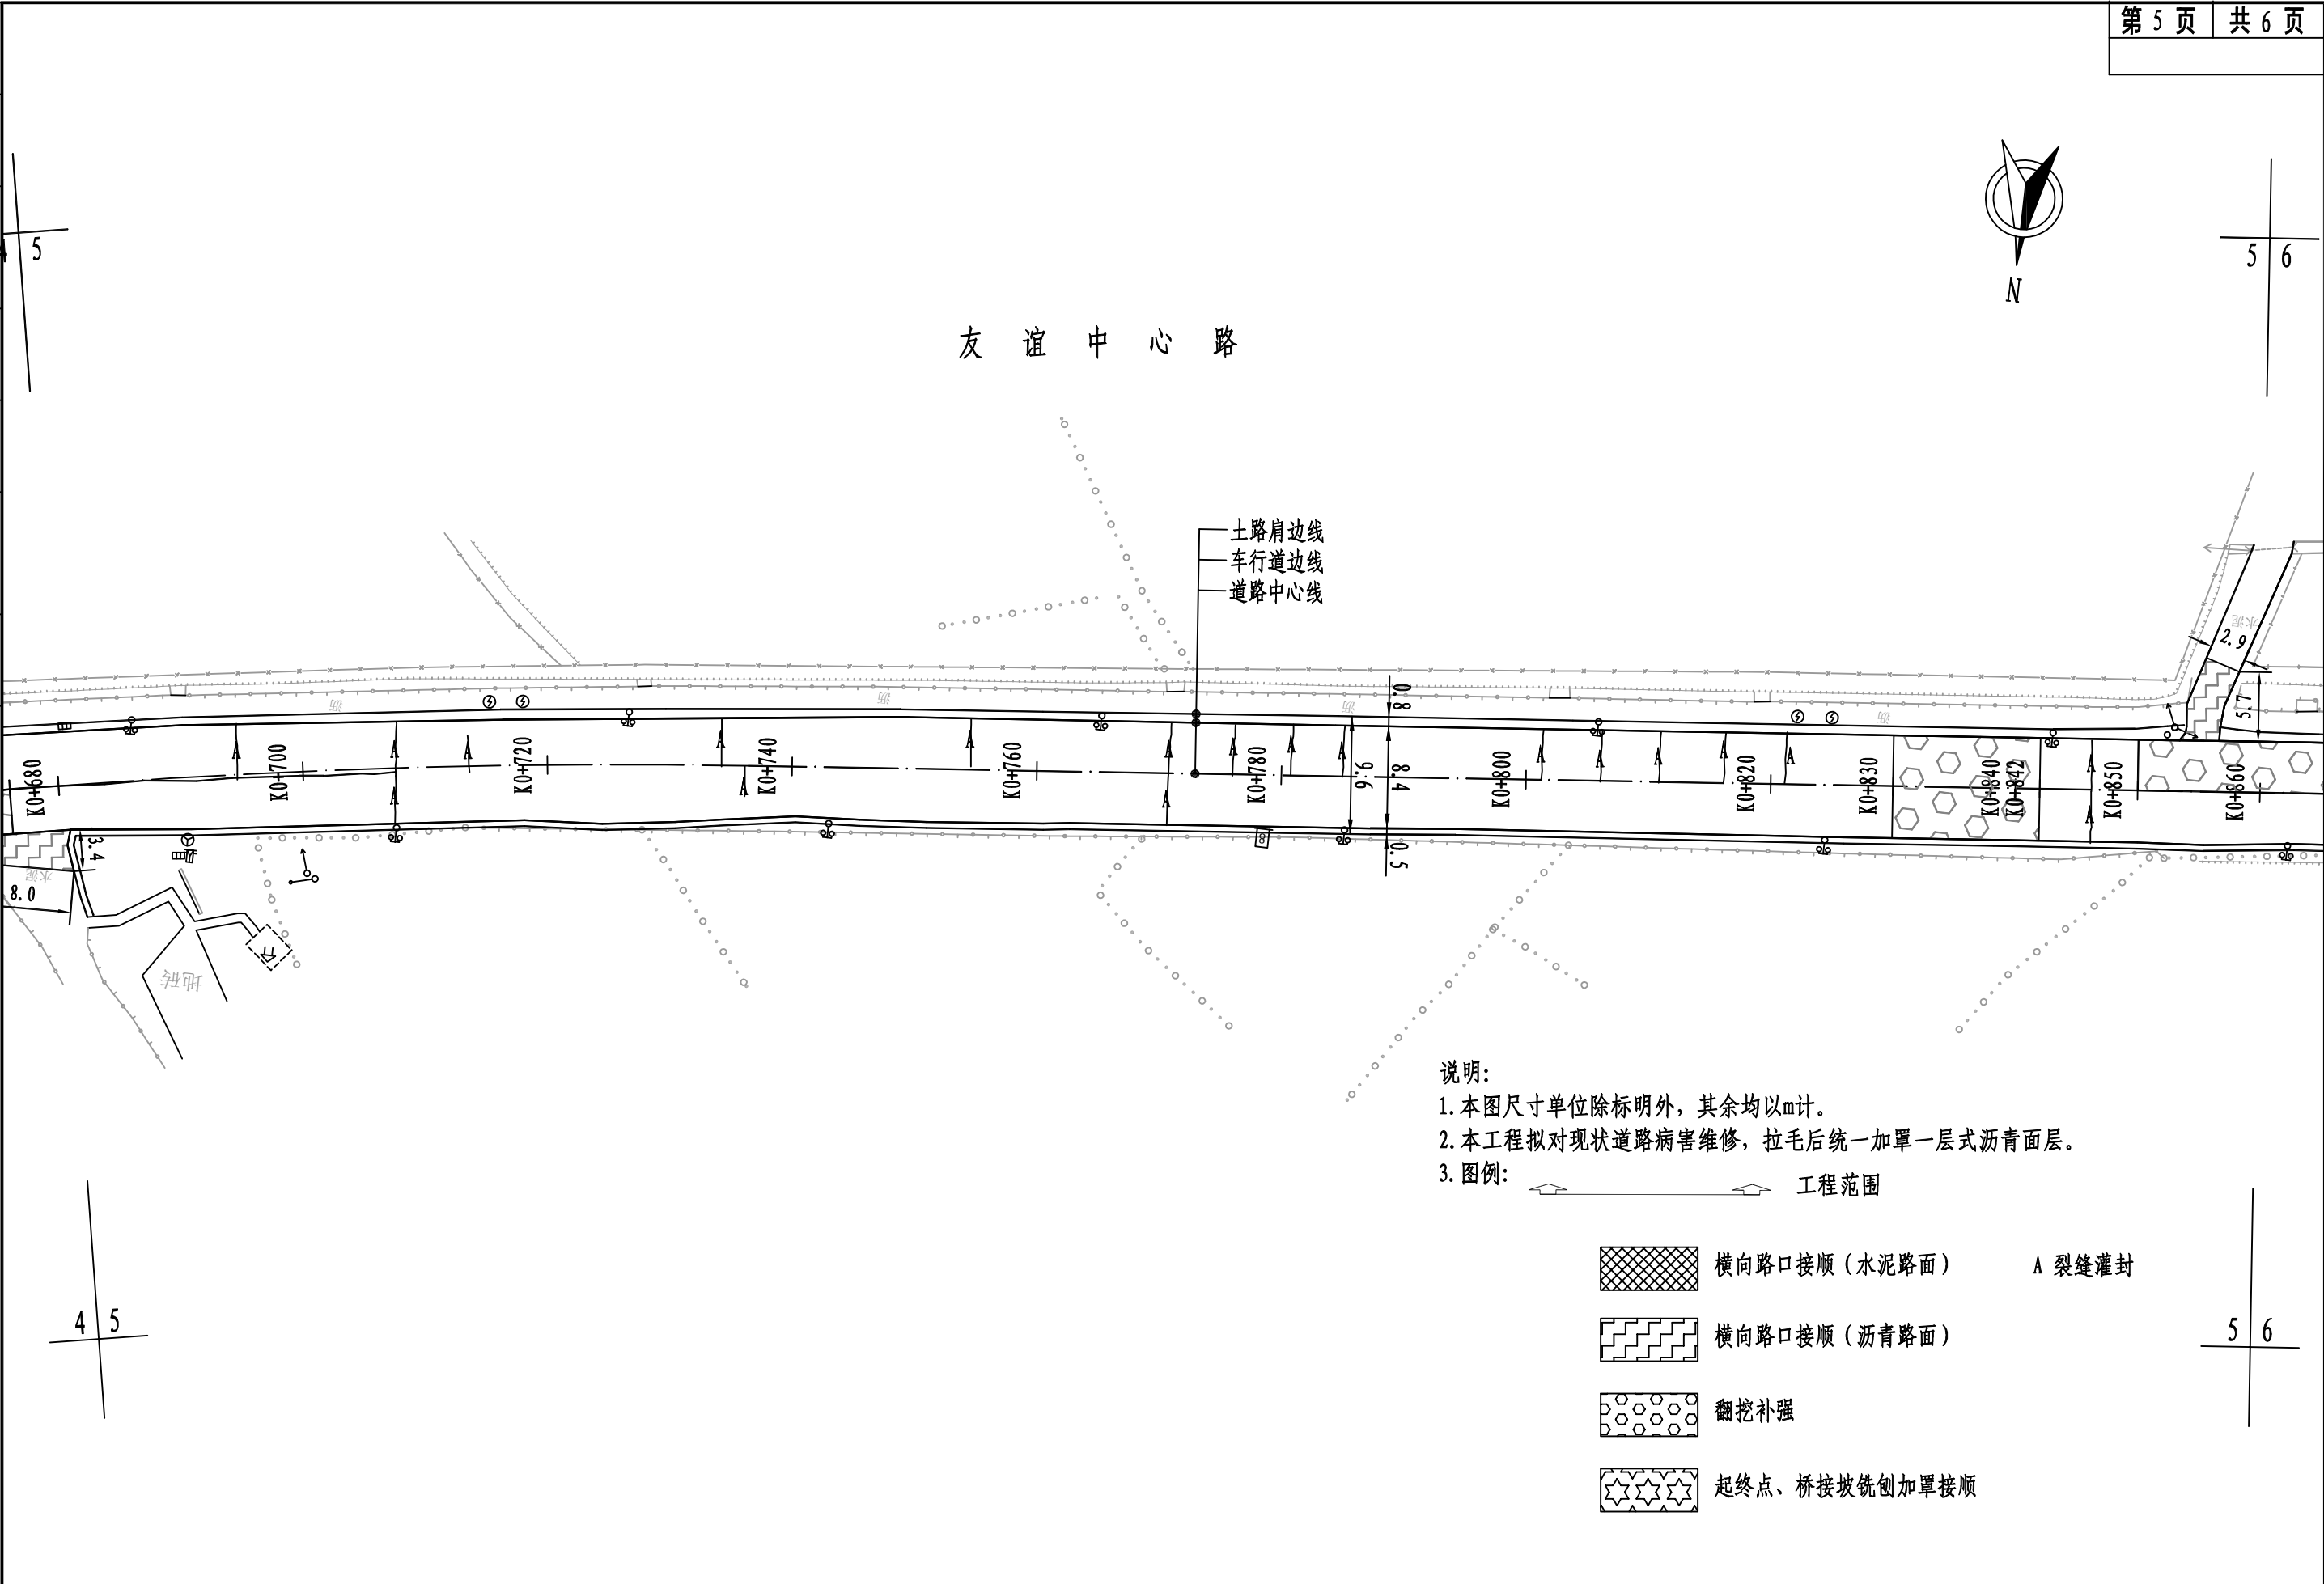 第 5 页 共 6 页
4 5
5 6
N
友 谊 中 心 路
土路肩边线
车行道边线
道路中心线
水泥
2.9
5.7
沥 沥 沥 沥
0.8
9.6
8.4
0.5
A A A A A A A A A A A A A A A
A A A A A
K0+680 K0+700 K0+720 K0+740 K0+760 K0+780 K0+800 K0+820 K0+830 K0+840 K0+842 K0+850 K0+860
8
3.4
水泥
8.0
地砖
说明:
1.本图尺寸单位除标明外，其余均以m计。
2.本工程拟对现状道路病害维修，拉毛后统一加罩一层式沥青面层。
3.图例:
工程范围
横向路口接顺（水泥路面） A 裂缝灌封
横向路口接顺（沥青路面）
翻挖补强
起终点、桥接坡铣刨加罩接顺
4 5
5 6